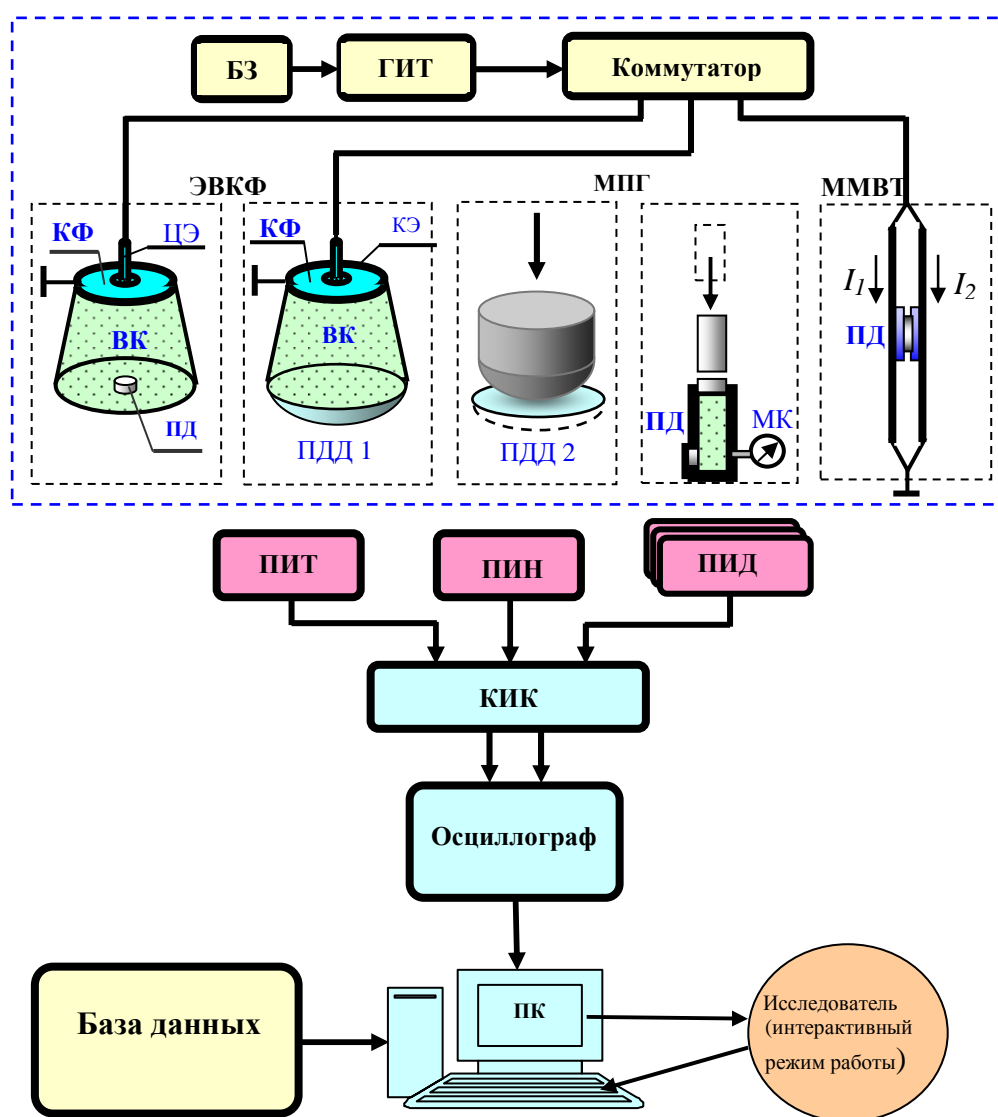 БЗ
ГИТ
Коммутатор
ЭВКФ
МПГ
ММВТ
КФ
ЦЭ
КФ
КЭ
I1
I2
ВК
ВК
ПД
ПД
МК
ПД
ПДД 1
ПДД 2
ПИТ
ПИН
ПИД
КИК
Осциллограф
База данных
ПК
Исследователь
(интерактивный
режим работы)